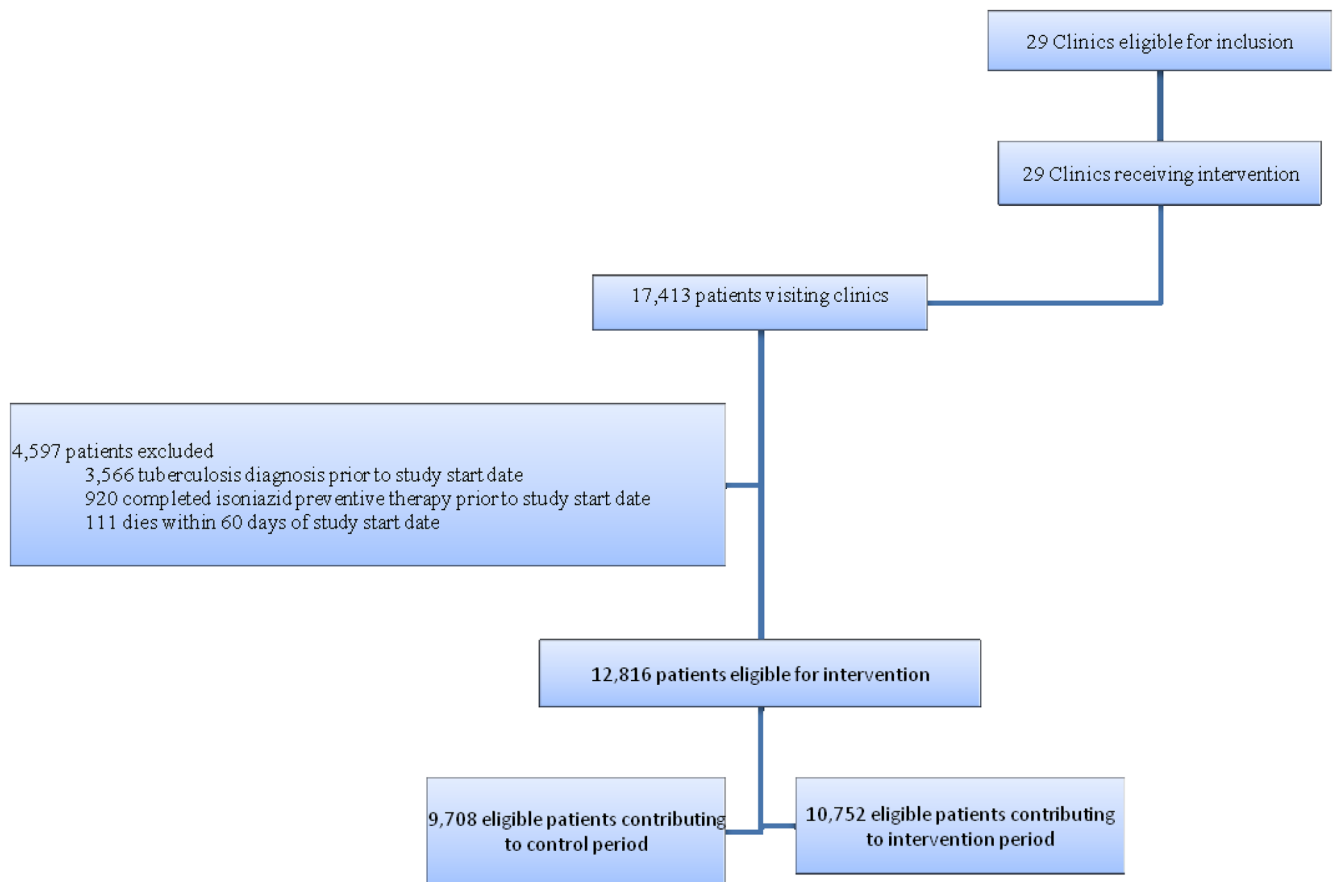 29 Clinics eligible for inclusion
29 Clinics receiving intervention
17,413 patients visiting clinics
4,597 patients excluded
3,566 tuberculosis diagnosis prior to study start date
920 completed isoniazid preventive therapy prior to study start date
111 dies within 60 days of study start date
12,816 patients eligible for intervention
9,708 eligible patients contributing
to control period
10,752 eligible patients contributing
to intervention period